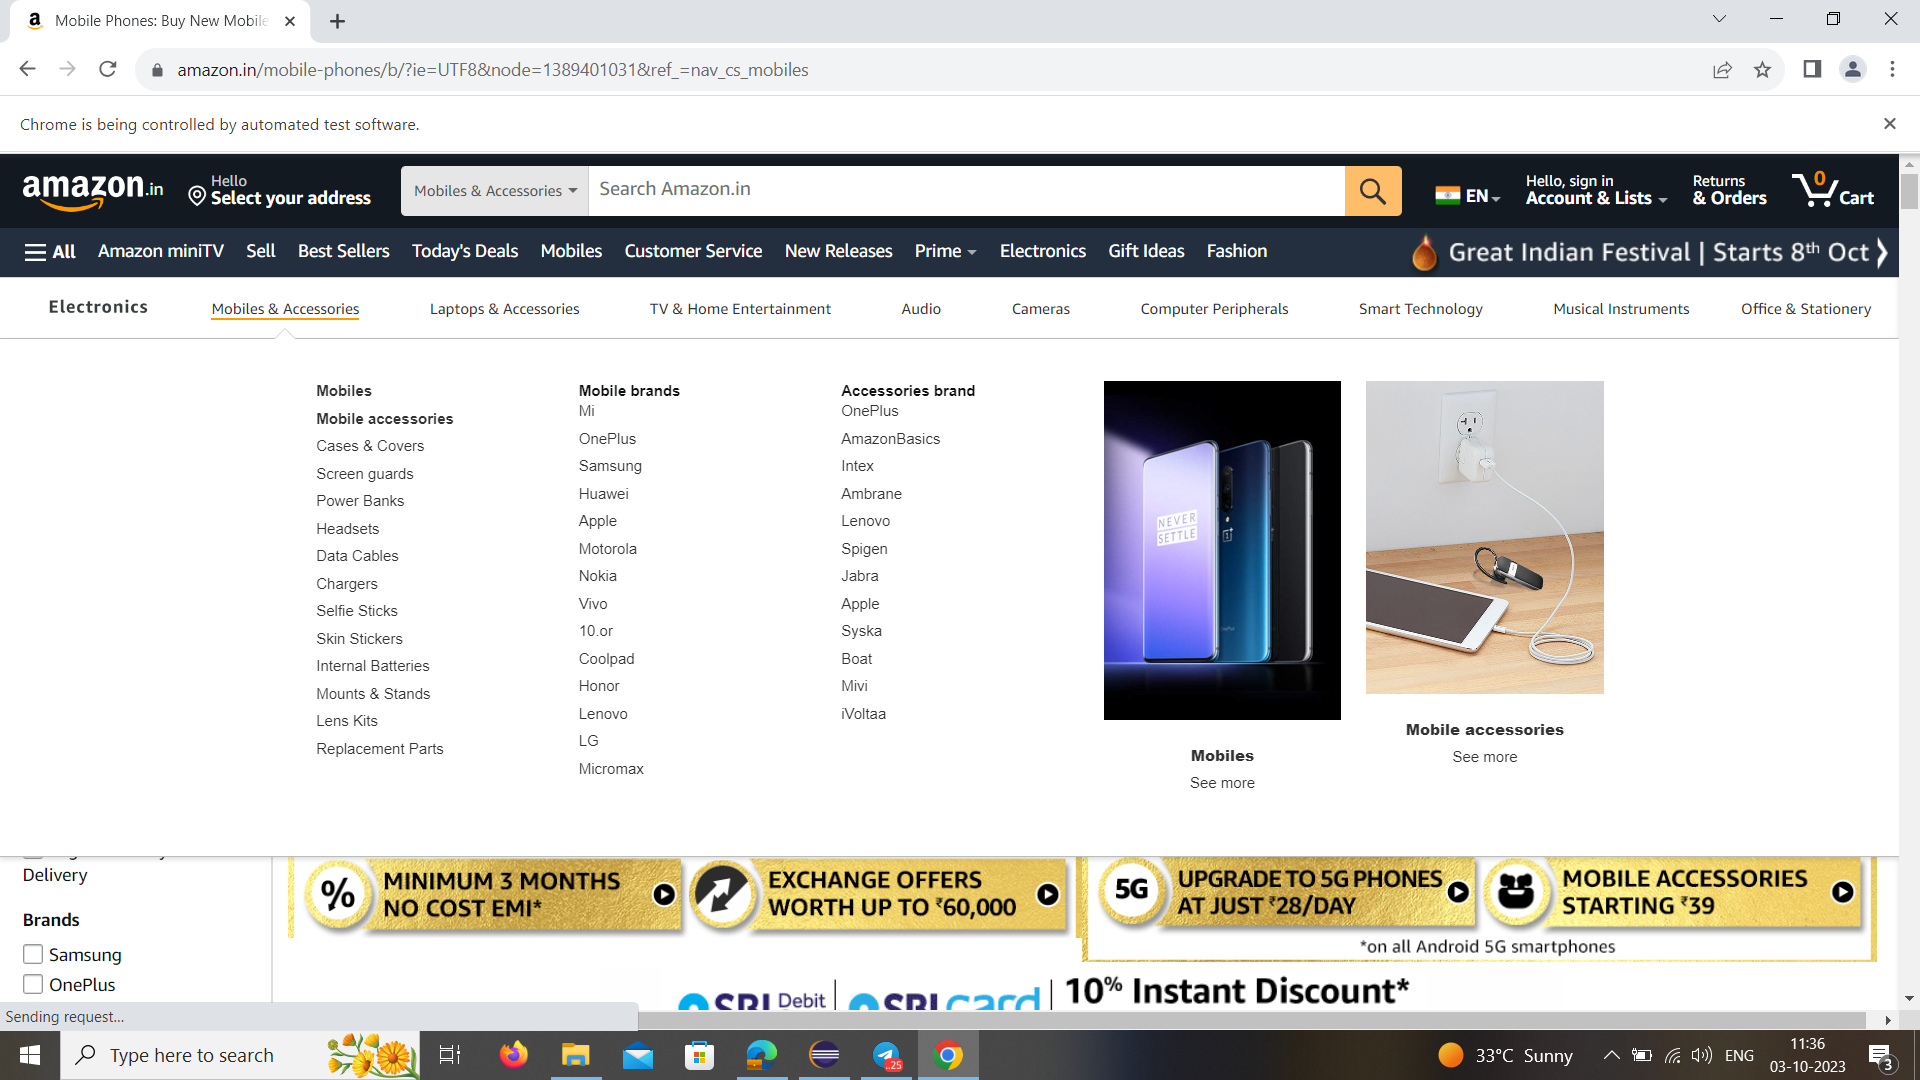 Mobile Phones: Buy New Mobile
amazon.in/mobile-phones/b/?ie=UTF8&node=1389401031&ref_=nav_cs_mobiles
Chrome is being controlled by automated test software.
amazon.in
Hello
Select your address
Mobiles & Accessories
Search Amazon.in
EN
Hello, sign in
Account & Lists
Returns
& Orders
0
Cart
All
Amazon miniTV
Sell
Best Sellers
Today's Deals
Mobiles
Customer Service
New Releases
Prime
Electronics
Gift Ideas
Fashion
Great Indian Festival | Starts 8th Oct
Electronics
Mobiles & Accessories
Laptops & Accessories
TV & Home Entertainment
Audio
Cameras
Computer Peripherals
Smart Technology
Musical Instruments
Office & Stationery
Mobiles
Mobile accessories
Cases & Covers
Screen guards
Power Banks
Headsets
Data Cables
Chargers
Selfie Sticks
Skin Stickers
Internal Batteries
Mounts & Stands
Lens Kits
Replacement Parts
Mobile brands
Mi
OnePlus
Samsung
Huawei
Apple
Motorola
Nokia
Vivo
10.or
Coolpad
Honor
Lenovo
LG
Micromax
Accessories brand
OnePlus
AmazonBasics
Intex
Ambrane
Lenovo
Spigen
Jabra
Apple
Syska
Boat
Mivi
iVoltaa
NEVER
SETTLE
Mobiles
See more
Mobile accessories
See more
Delivery
Brands
Samsung
OnePlus
%
MINIMUM 3 MONTHS
NO COST EMI*
EXCHANGE OFFERS
WORTH UP TO ₹60,000
5G
UPGRADE TO 5G PHONES
AT JUST ₹28/DAY
MOBILE ACCESSORIES
STARTING ₹39
*on all Android 5G smartphones
SBI Debit
SBI card
10% Instant Discount*
Sending request...
Type here to search
..25
33°C Sunny
ENG
11:36
03-10-2023
3